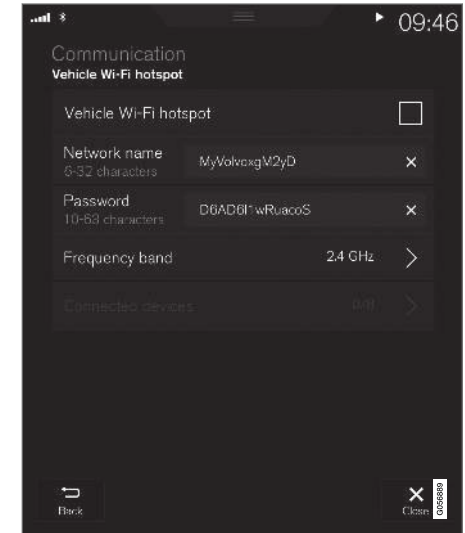 09:46
Communication
Vehicle Wi-Fi hotspot
Vehicle Wi-Fi hotspot
Network name
6-32 characters
MyVolvoxgM2yD
Password
10-63 characters
D6AD6l1wRuacoS
Frequency band 2.4 GHz
Connected devices
Back
Close
G056889